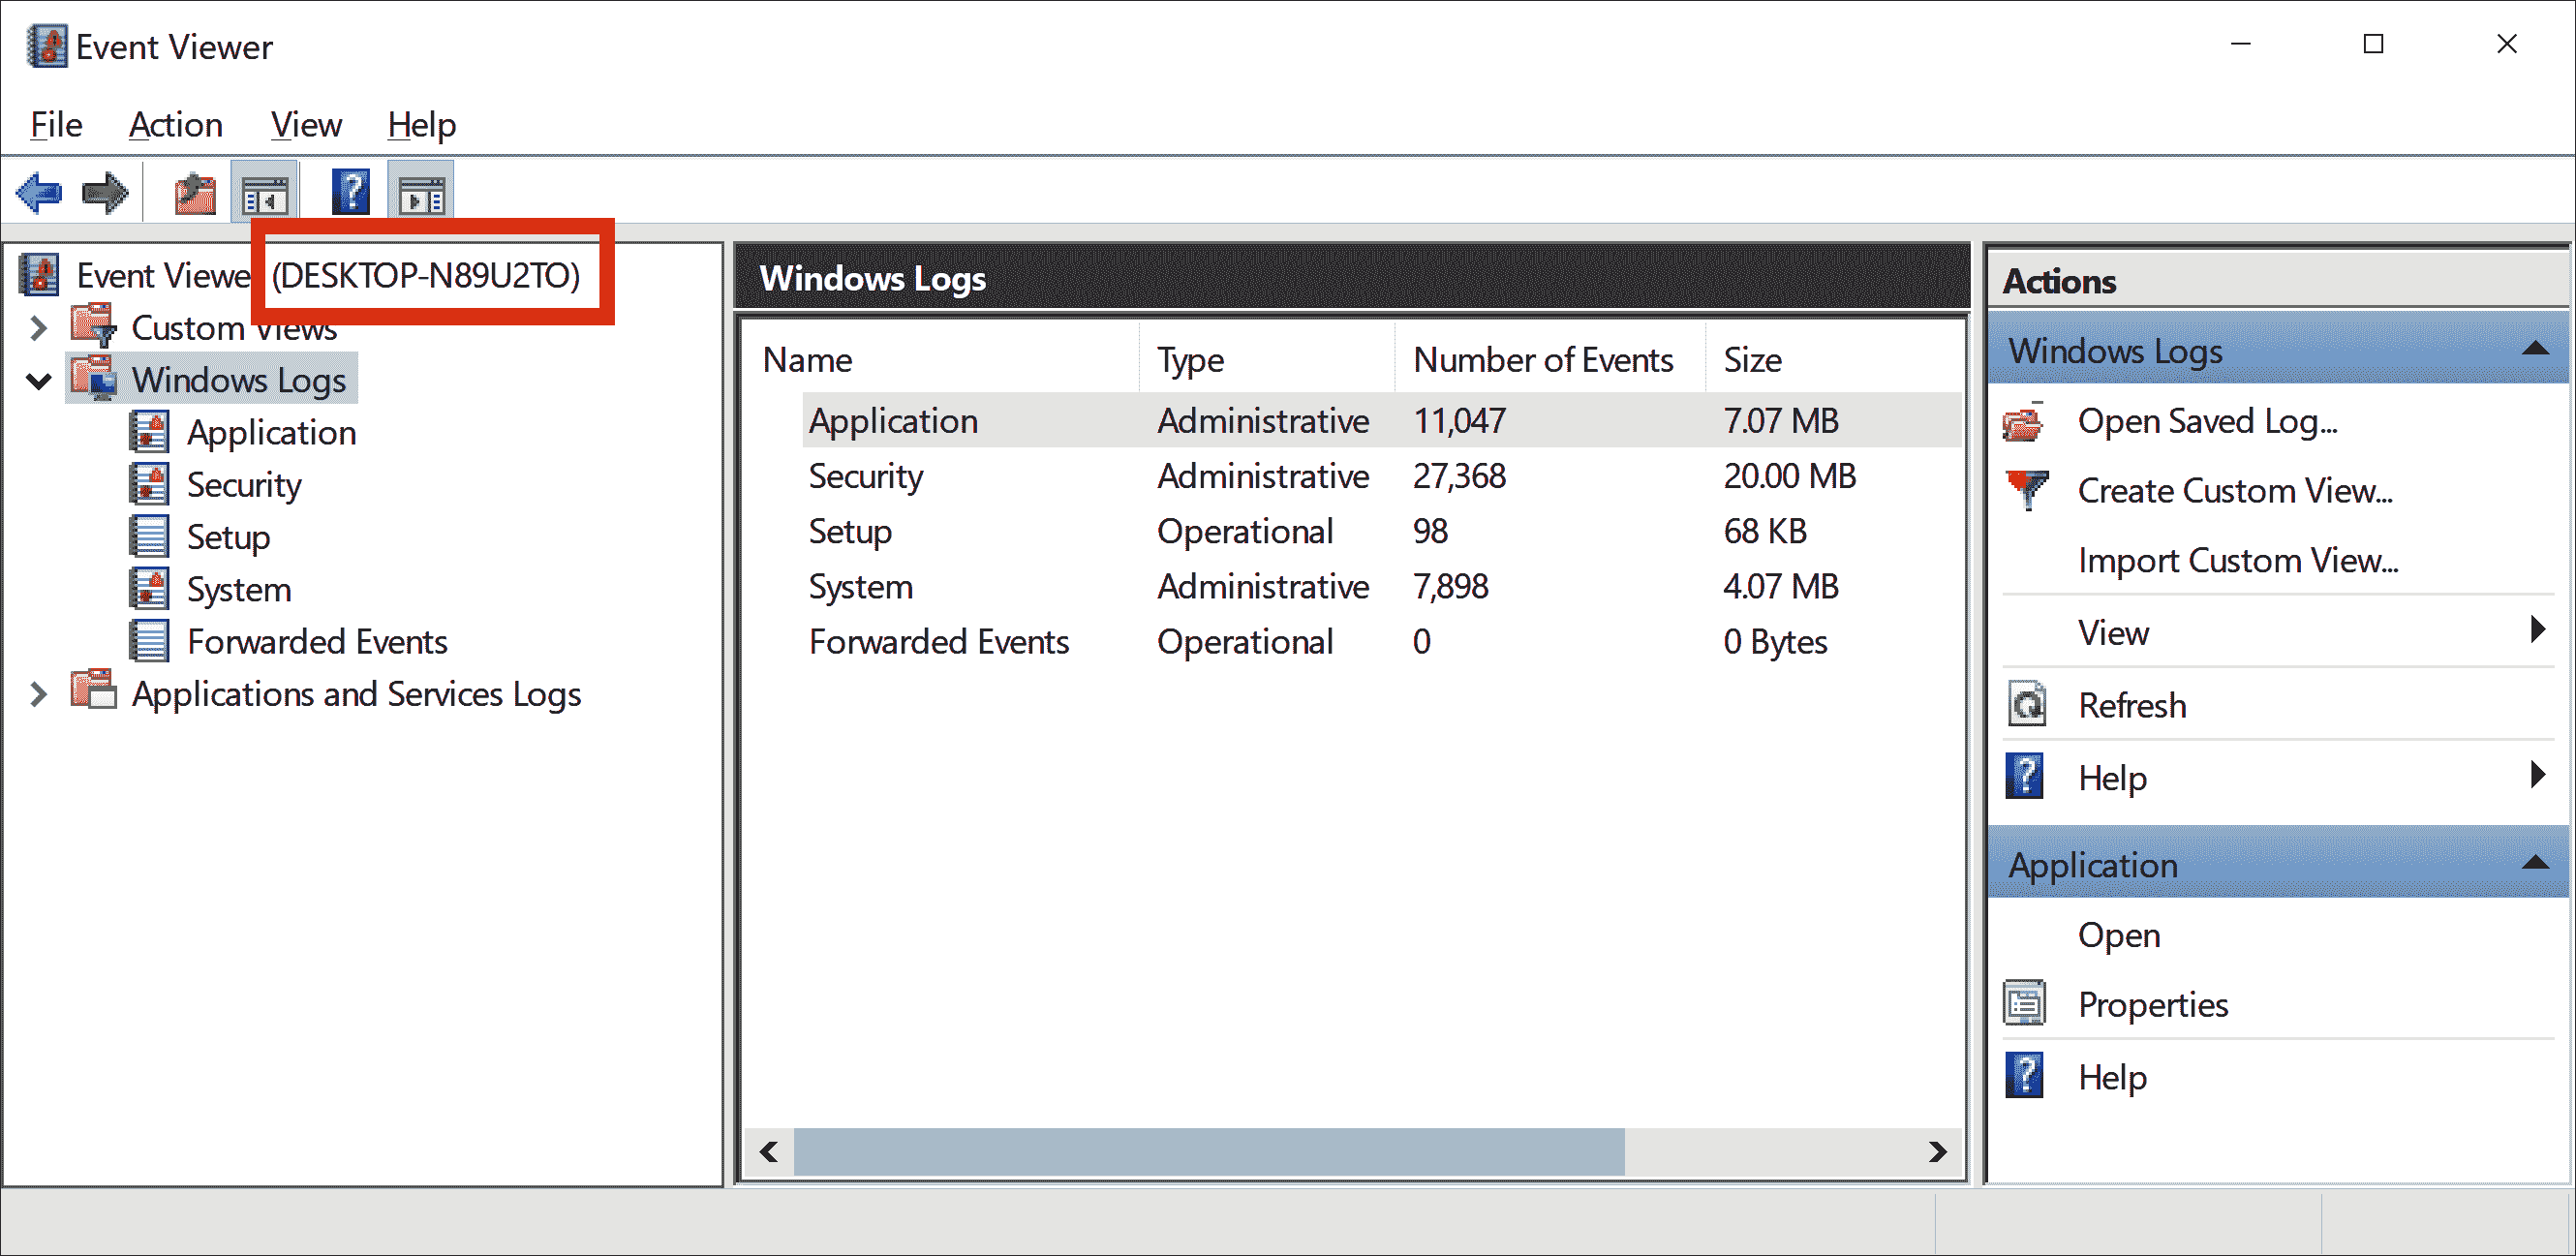 Event Viewer
File Action View Help
Event Viewe (DESKTOP-N89U2TO)
Custom Views
Windows Logs
Application
Security
Setup
System
Forwarded Events
Applications and Services Logs
Windows Logs
Name Type Number of Events Size
Application Administrative 11,047 7.07 MB
Security Administrative 27,368 20.00 MB
Setup Operational 98 68 KB
System Administrative 7,898 4.07 MB
Forwarded Events Operational 0 0 Bytes
Actions
Windows Logs
Open Saved Log...
Create Custom View...
Import Custom View...
View
Refresh
Help
Application
Open
Properties
Help